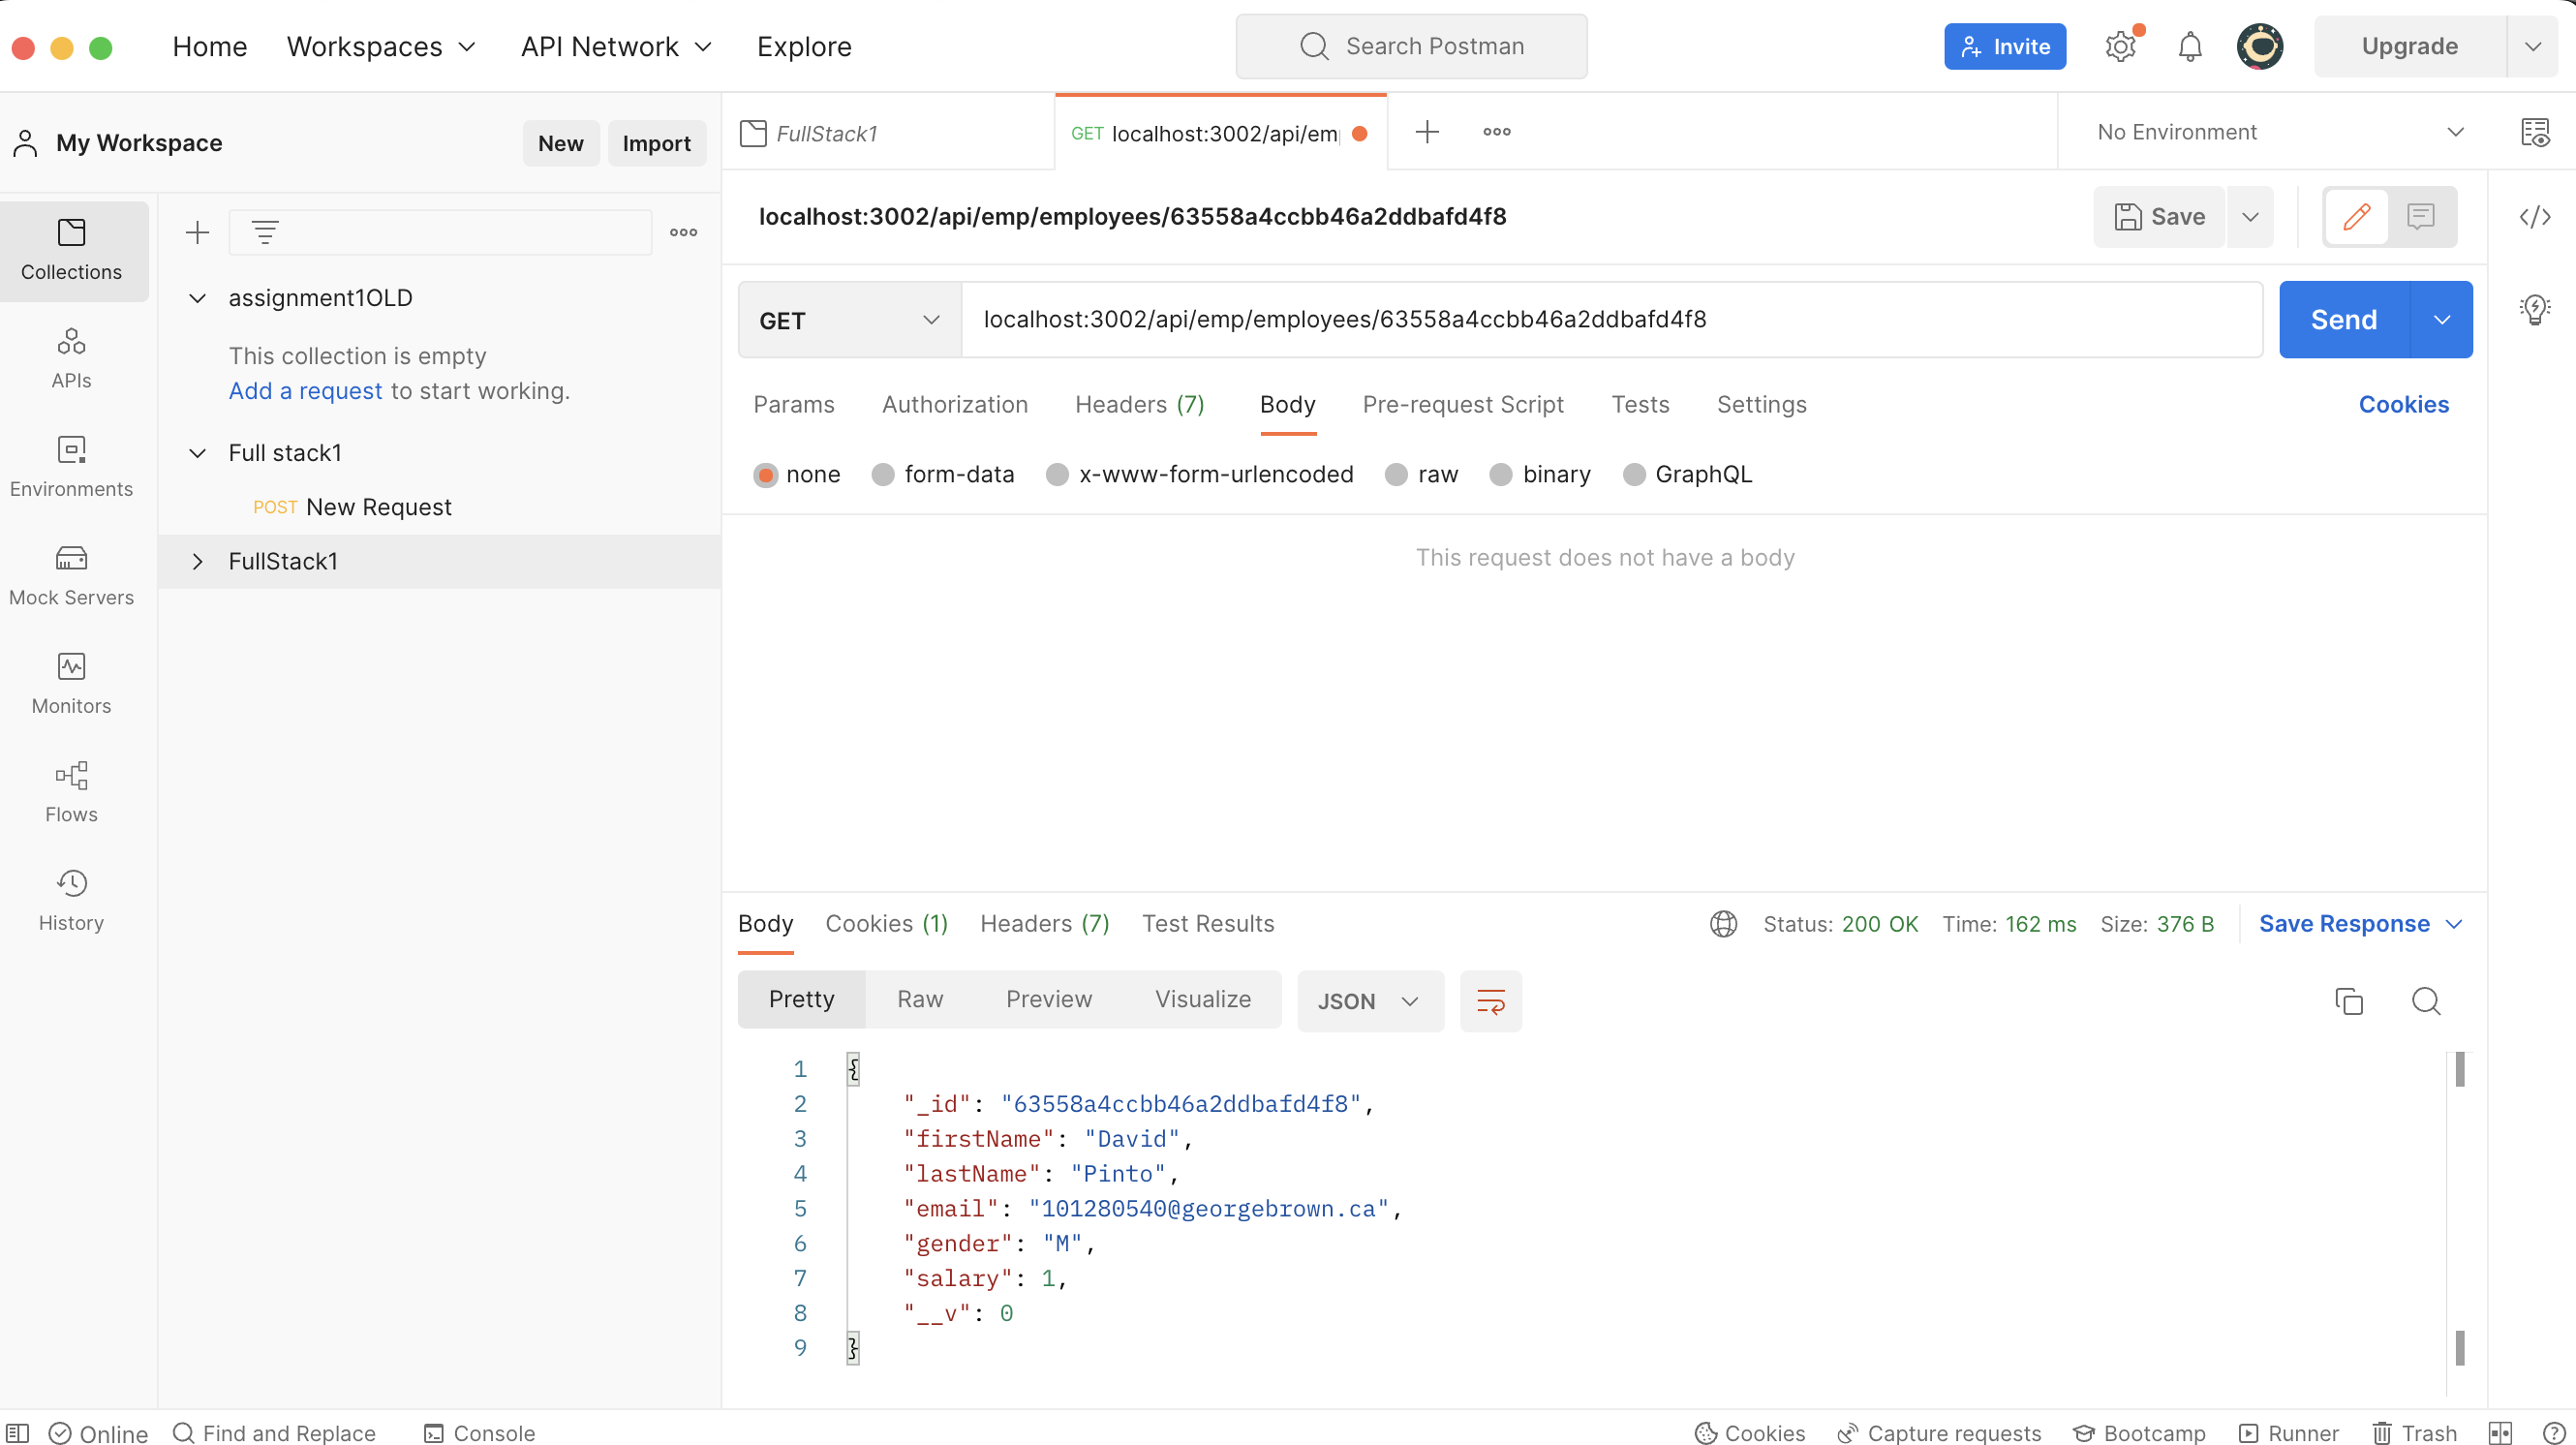 Home Workspaces API Network Explore Search Postman Invite Upgrade
My Workspace New Import
FullStack1 GET localhost:3002/api/em No Environment
localhost:3002/api/emp/employees/63558a4ccbb46a2ddbafd4f8 Save
Collections
APIs
Environments
Mock Servers
Monitors
Flows
History
assignment1OLD
This collection is empty
Add a request to start working.
Full stack1
POST New Request
FullStack1
GET localhost:3002/api/emp/employees/63558a4ccbb46a2ddbafd4f8 Send
Params Authorization Headers (7) Body Pre-request Script Tests Settings Cookies
none form-data x-www-form-urlencoded raw binary GraphQL
This request does not have a body
Body Cookies (1) Headers (7) Test Results Status: 200 OK Time: 162 ms Size: 376 B Save Response
Pretty Raw Preview Visualize JSON
1 {
2 "_id": "63558a4ccbb46a2ddbafd4f8",
3 "firstName": "David",
4 "lastName": "Pinto",
5 "email": "101280540@georgebrown.ca",
6 "gender": "M",
7 "salary": 1,
8 "__v": 0
9 }
Online Find and Replace Console Cookies Capture requests Bootcamp Runner Trash